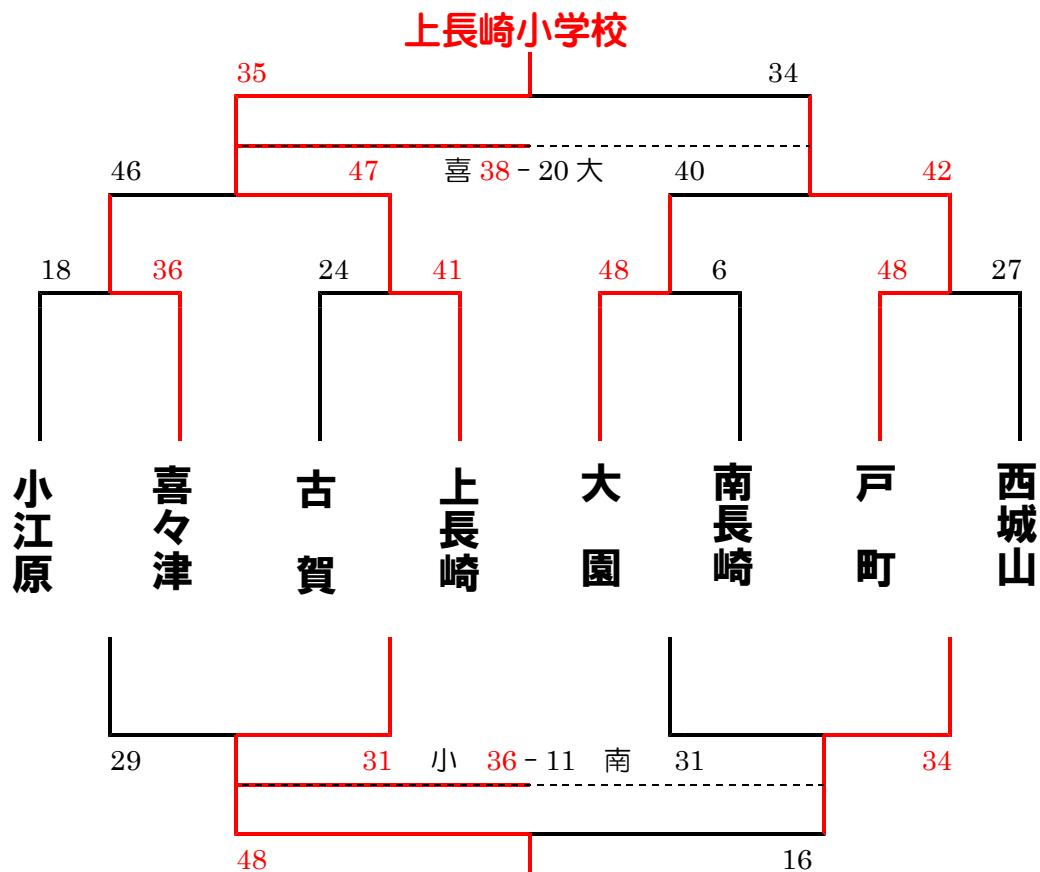 上長崎小学校
35 34
喜 38 - 20 大
46 47 40 42
18 36 24 41 48 6 48 27
小江原
喜々津
古賀
上長崎
大園
南長崎
戸町
西城山
29 31 小 36 - 11 南 31 34
48 16